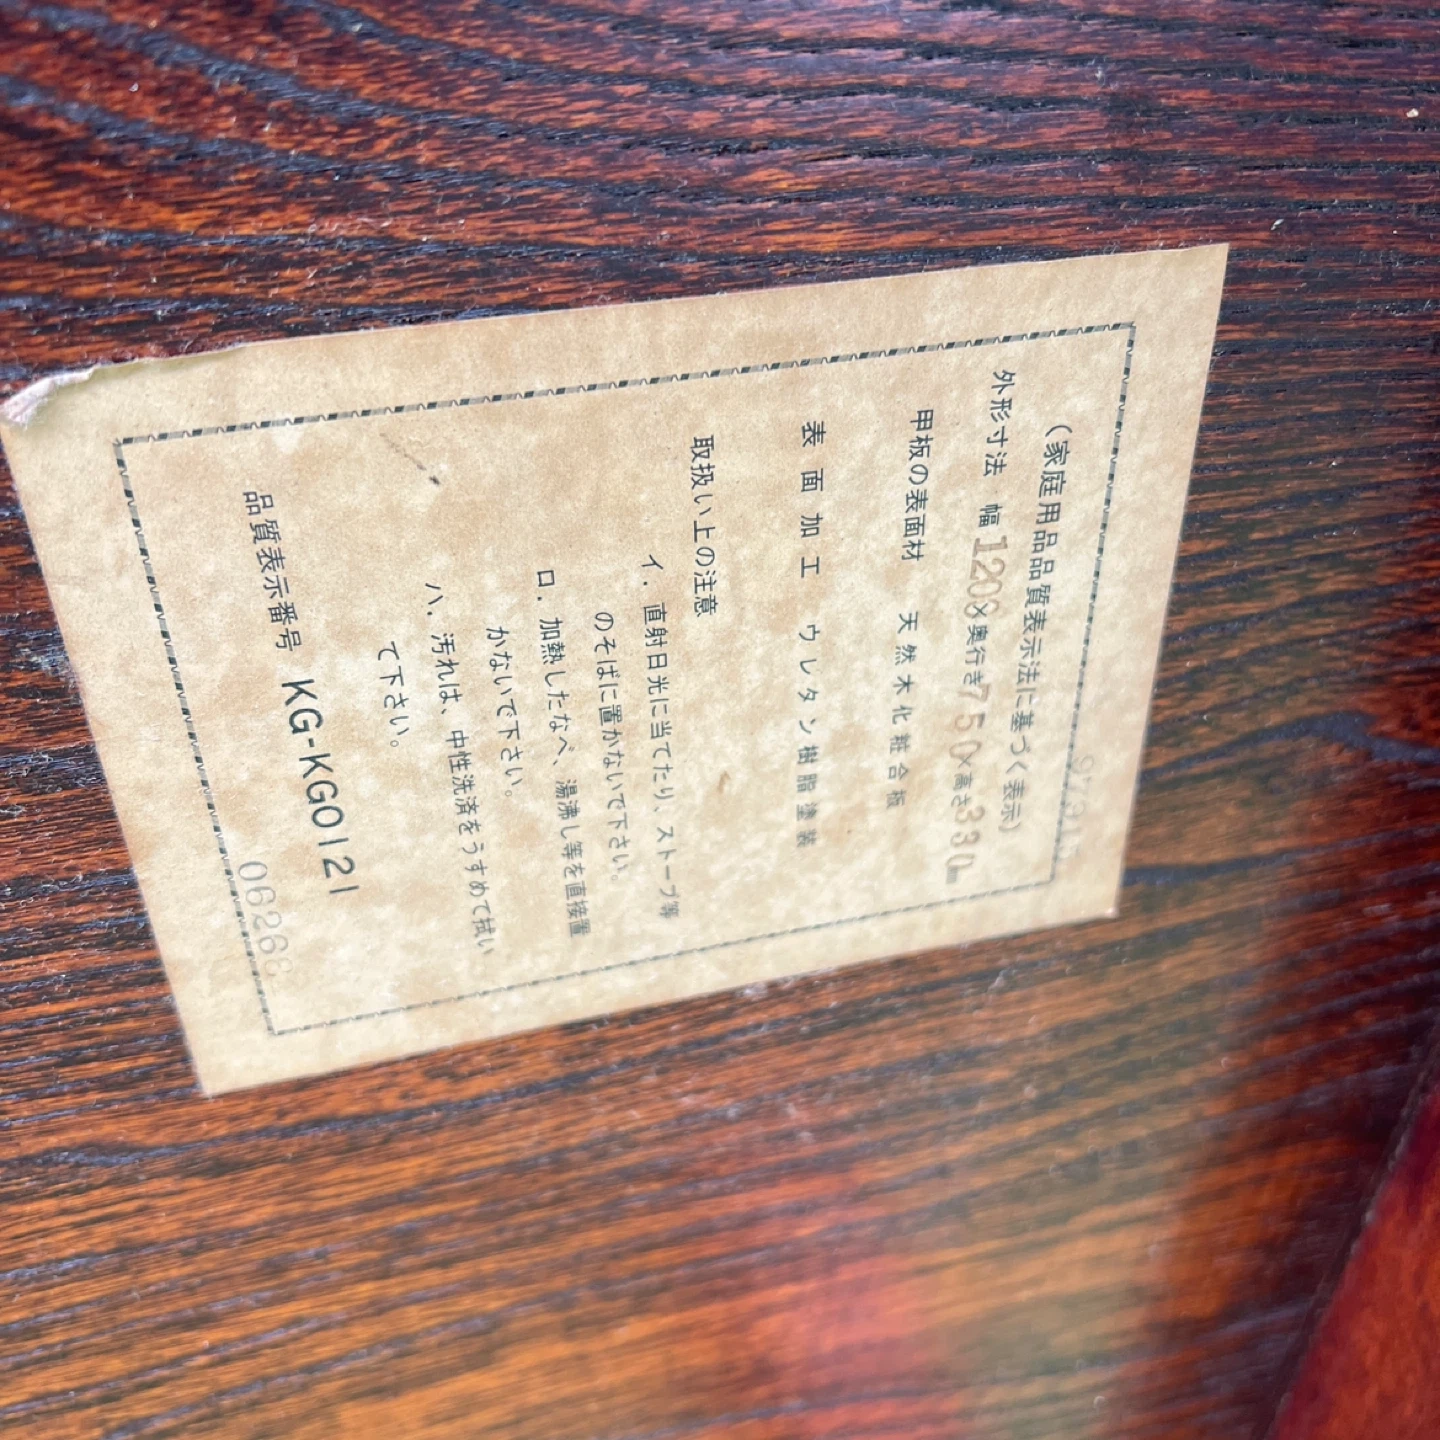 (家庭用品品質表示法に基づく表示)
外形寸法 幅1200×奥行き750×高さ330㎜
甲板の表面材 天然木化粧合板
表面加工 ウレタン樹脂塗装
取扱い上の注意
イ.直射日光に当てたり、ストーブ等
のそばに置かないで下さい。
ロ.加熱したなべ、湯沸し等を直接置
かないで下さい。
ハ.汚れは、中性洗済をうすめて拭い
て下さい。
品質表示番号 KG-KG0121
06268